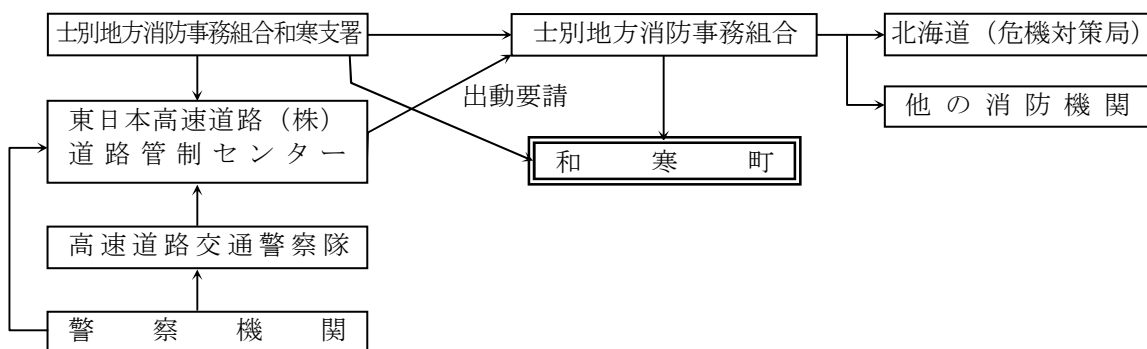 士別地方消防事務組合和寒支署
士別地方消防事務組合
北海道（危機対策局）
出動要請
他の消防機関
東日本高速道路（株）
道路管制センター
和寒町
高速道路交通警察隊
警察機関